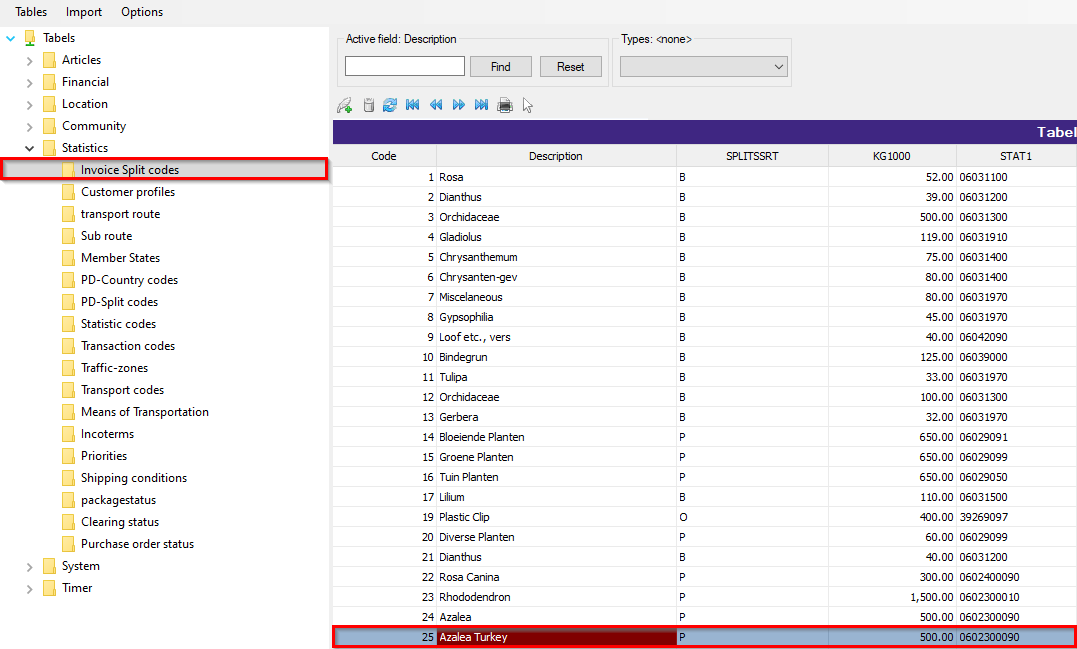 Tables Import Options
Tabels
Articles
Financial
Location
Community
Statistics
Invoice Split codes
Customer profiles
transport route
Sub route
Member States
PD-Country codes
PD-Split codes
Statistic codes
Transaction codes
Traffic-zones
Transport codes
Means of Transportation
Incoterms
Priorities
Shipping conditions
packagestatus
Clearing status
Purchase order status
System
Timer
Active field: Description
Find Reset
Types: <none>
Tabel
Code Description SPLITSSRT KG1000 STAT1
1 Rosa B 52.00 06031100
2 Dianthus B 39.00 06031200
3 Orchidaceae B 500.00 06031300
4 Gladiolus B 119.00 06031910
5 Chrysanthemum B 75.00 06031400
6 Chrysanten-gev B 80.00 06031400
7 Miscelaneous B 80.00 06031970
8 Gypsophilia B 45.00 06031970
9 Loof etc., vers B 40.00 06042090
10 Bindegrun B 125.00 06039000
11 Tulipa B 33.00 06031970
12 Orchidaceae B 100.00 06031300
13 Gerbera B 32.00 06031970
14 Bloeiende Planten P 650.00 06029091
15 Groene Planten P 650.00 06029099
16 Tuin Planten P 650.00 06029050
17 Lilium B 110.00 06031500
19 Plastic Clip O 400.00 39269097
20 Diverse Planten P 60.00 06029099
21 Dianthus B 40.00 06031200
22 Rosa Canina P 300.00 0602400090
23 Rhododendron P 1,500.00 0602300010
24 Azalea P 500.00 0602300090
25 Azalea Turkey P 500.00 0602300090